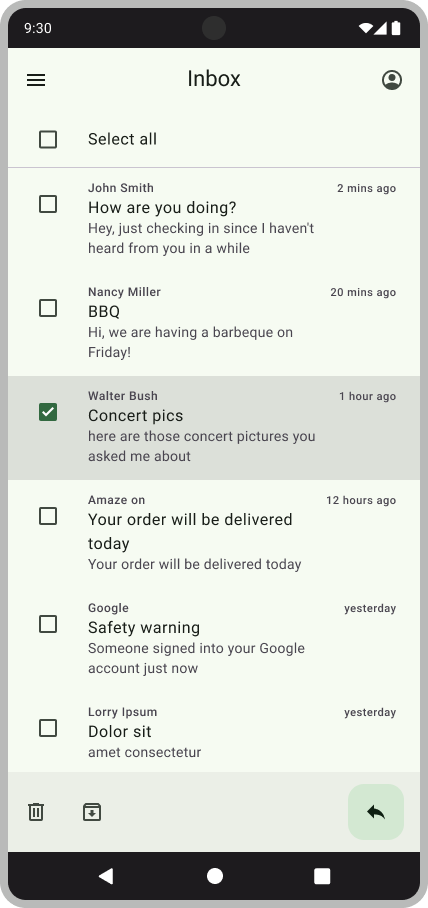 9:30
Inbox
Select all
John Smith
2 mins ago
How are you doing?
Hey, just checking in since I haven't
heard from you in a while
Nancy Miller
20 mins ago
BBQ
Hi, we are having a barbeque on
Friday!
Walter Bush
1 hour ago
Concert pics
here are those concert pictures you
asked me about
Amaze on
12 hours ago
Your order will be delivered
today
Your order will be delivered today
Google
yesterday
Safety warning
Someone signed into your Google
account just now
Lorry Ipsum
yesterday
Dolor sit
amet consectetur